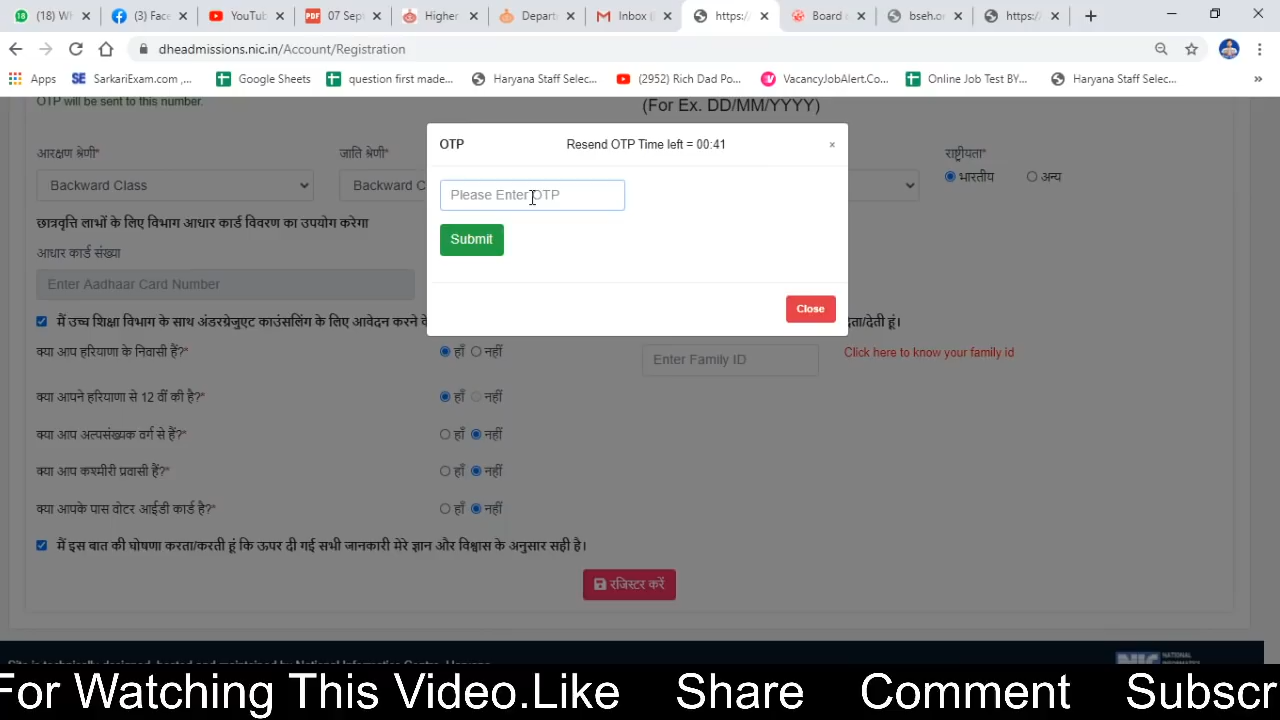 (18) W
(3) Face
YouTub
PDF 07 Sept
Higher
Depar
Inbox (
https:/
Board o
bseh.or
https:/
dheadmissions.nic.in/Account/Registration
Apps
SE SarkariExam.com ,...
Google Sheets
question first made...
Haryana Staff Selec...
(2952) Rich Dad Po...
VacancyJobAlert.Co...
Online Job Test BY...
Haryana Staff Selec...
»
OTP will be sent to this number.
(For Ex. DD/MM/YYYY)
OTP Resend OTP Time left = 00:41 ×
Please Enter OTP
Submit
Close
आरक्षण श्रेणी*
जाति श्रेणी*
राष्ट्रीयता*
Backward Class
Backward C
भारतीय अन्य
छात्रवृत्ति लाभों के लिए विभाग आधार कार्ड विवरण का उपयोग करेगा
आधार कार्ड संख्या
Enter Aadhaar Card Number
मैं उच्च शिक्षा विभाग के साथ अंडरग्रेजुएट काउंसलिंग के लिए आवेदन करने के देता/देती हूं।
क्या आप हरियाणा के निवासी हैं?* हाँ नहीं Enter Family ID Click here to know your family id
क्या आपने हरियाणा से 12 वीं की है?* हाँ नहीं
क्या आप अल्पसंख्यक वर्ग से हैं?* हाँ नहीं
क्या आप कश्मीरी प्रवासी हैं?* हाँ नहीं
क्या आपके पास वोटर आईडी कार्ड है?* हाँ नहीं
मैं इस बात की घोषणा करता/करती हूं कि ऊपर दी गई सभी जानकारी मेरे ज्ञान और विश्वास के अनुसार सही है।
रजिस्टर करें
For Watching This Video.Like Share Comment Subscr